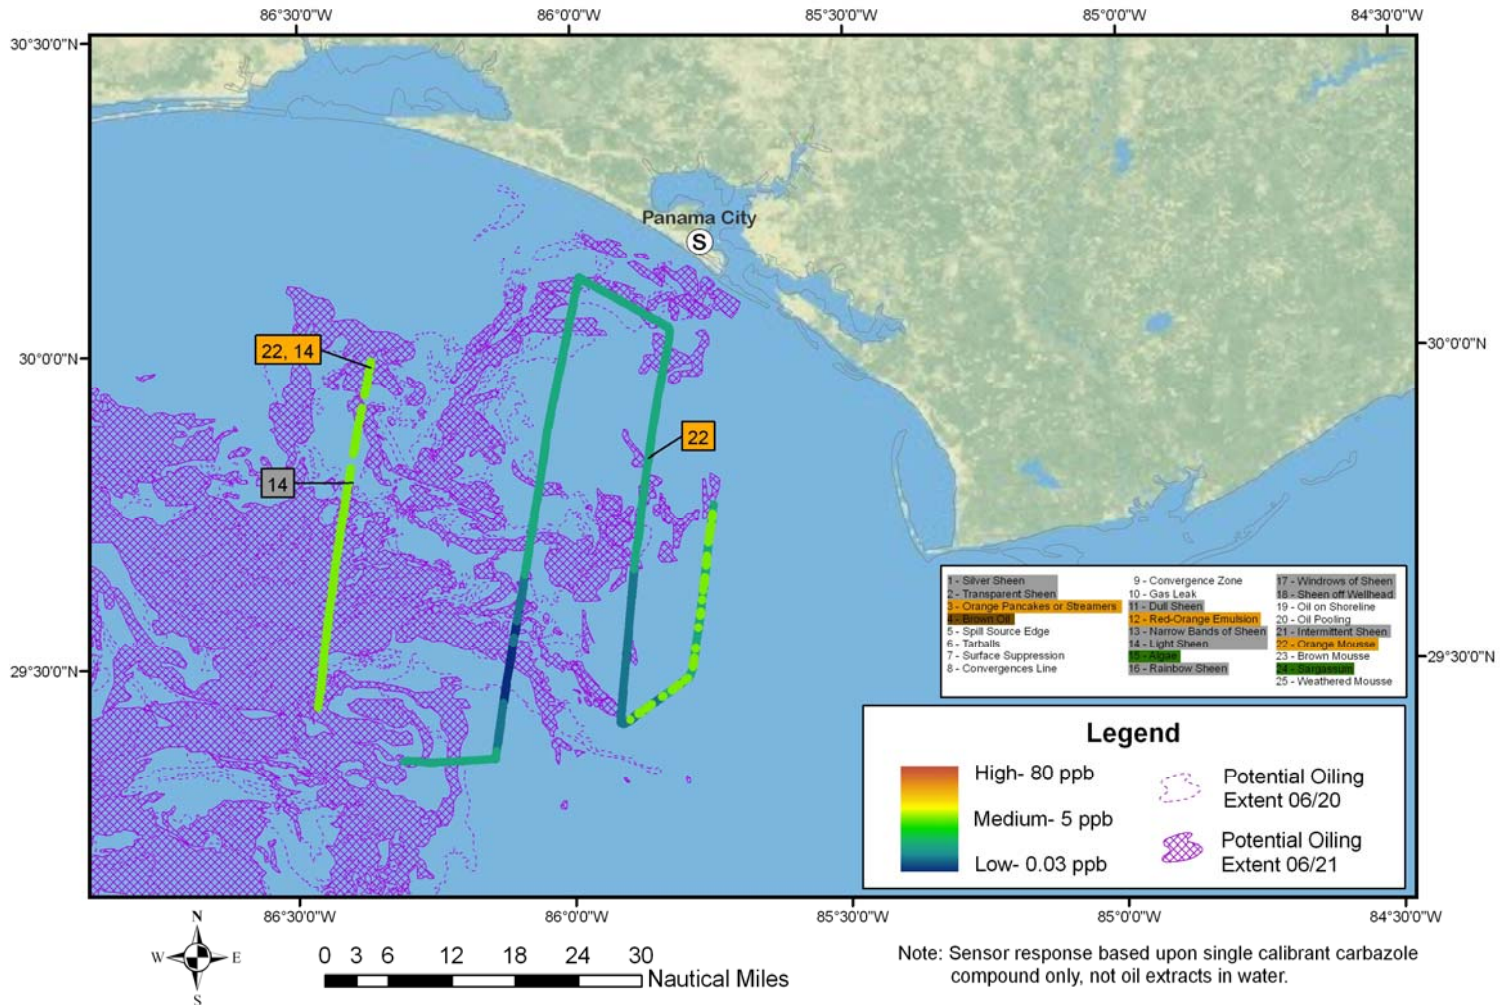 86°30'0"W 86°0'0"W 85°30'0"W 85°0'0"W 84°30'0"W
30°30'0"N
Panama City
S
22, 14
30°0'0"N
30°0'0"N
22
14
1 - Silver Sheen
2 - Transparent Sheen
3 - Orange Pancakes or Streamers
4 - Brown Oil
5 - Spill Source Edge
6 - Tarballs
7 - Surface Suppression
8 - Convergences Line
9 - Convergence Zone
10 - Gas Leak
11 - Dull Sheen
12 - Red-Orange Emulsion
13 - Narrow Bands of Sheen
14 - Light Sheen
15 - Algae
16 - Rainbow Sheen
17 - Windrows of Sheen
18 - Sheen off Wellhead
19 - Oil on Shoreline
20 - Oil Pooling
21 - Intermittent Sheen
22 - Orange Mousse
23 - Brown Mousse
24 - Sargassum
25 - Weathered Mousse
29°30'0"N
29°30'0"N
Legend
High- 80 ppb
Medium- 5 ppb
Low- 0.03 ppb
Potential Oiling
Extent 06/20
Potential Oiling
Extent 06/21
86°30'0"W 86°0'0"W 85°30'0"W 85°0'0"W 84°30'0"W
N
W E
S
0 3 6 12 18 24 30
Nautical Miles
Note: Sensor response based upon single calibrant carbazole
compound only, not oil extracts in water.